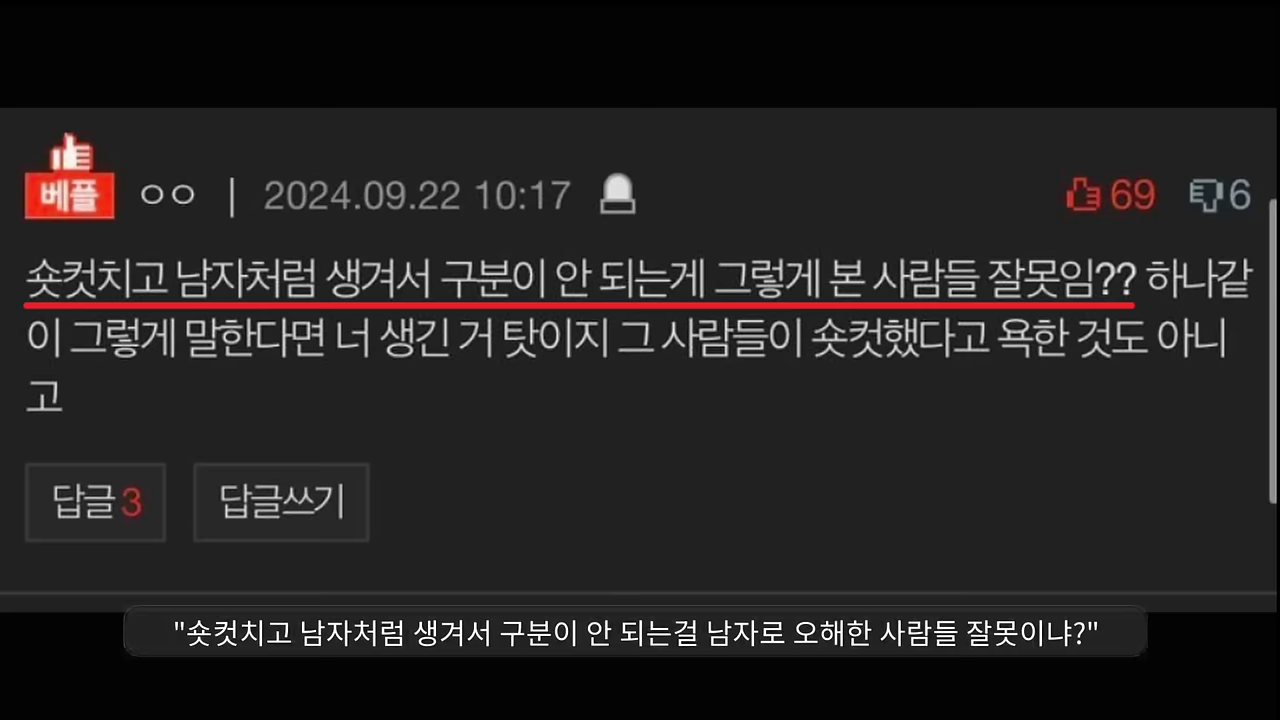 베플 ㅇㅇ | 2024.09.22 10:17 69 6
숏컷치고 남자처럼 생겨서 구분이 안 되는게 그렇게 본 사람들 잘못임?? 하나같
이 그렇게 말한다면 너 생긴 거 탓이지 그 사람들이 숏컷했다고 욕한 것도 아니
고
답글 3 답글쓰기
"숏컷치고 남자처럼 생겨서 구분이 안 되는걸 남자로 오해한 사람들 잘못이냐?"